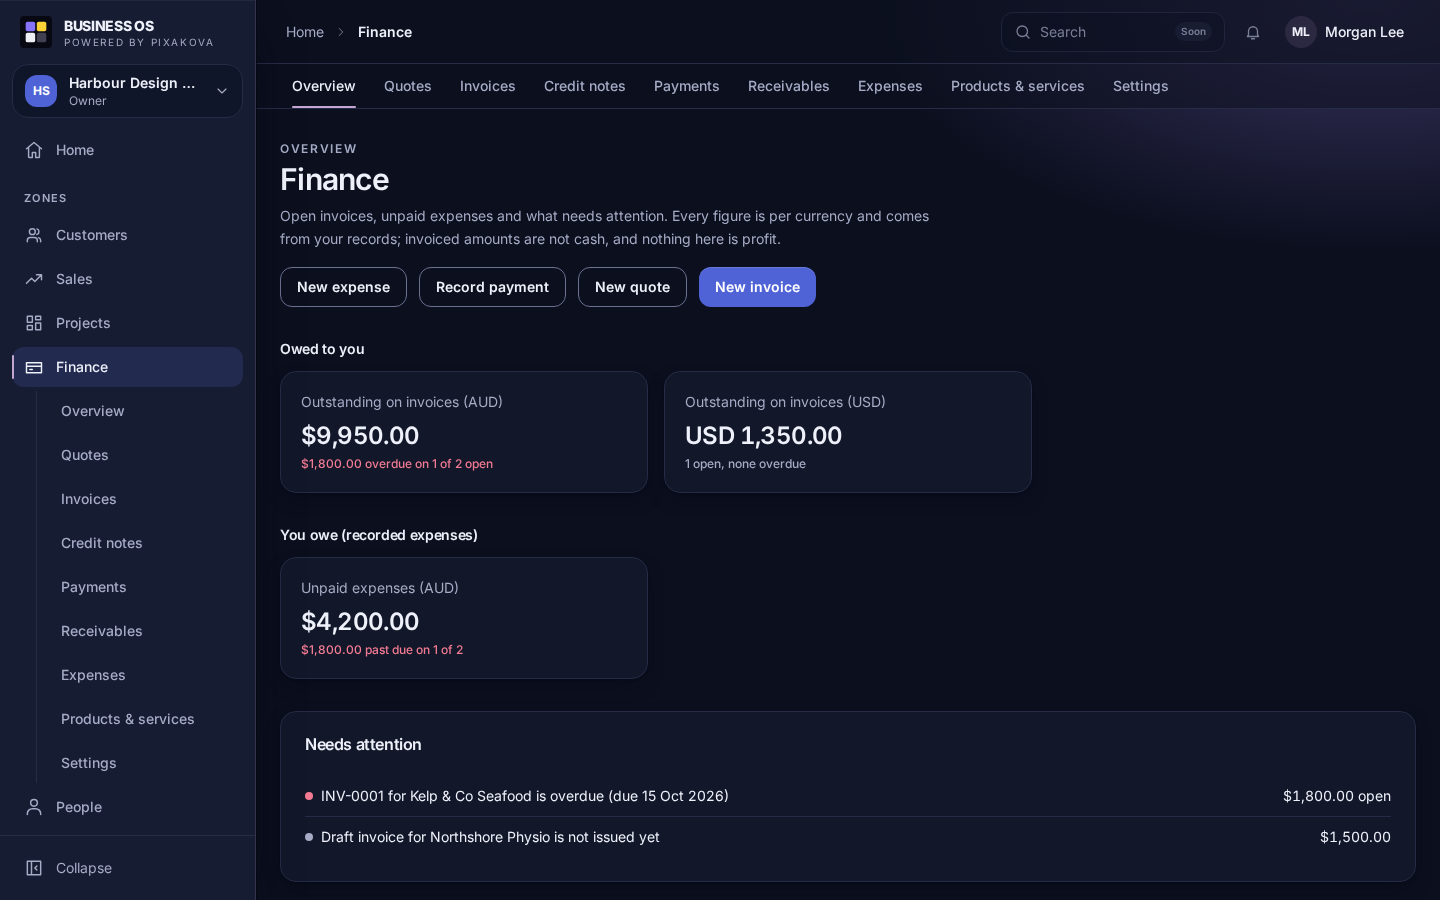 BUSINESS OS
POWERED BY PIXAKOVA
HS
Harbour Design ...
Owner
Home
ZONES
Customers
Sales
Projects
Finance
Overview
Quotes
Invoices
Credit notes
Payments
Receivables
Expenses
Products & services
Settings
People
Collapse
Home
Finance
Search
Soon
ML
Morgan Lee
Overview
Quotes
Invoices
Credit notes
Payments
Receivables
Expenses
Products & services
Settings
OVERVIEW
Finance
Open invoices, unpaid expenses and what needs attention. Every figure is per currency and comes
from your records; invoiced amounts are not cash, and nothing here is profit.
New expense
Record payment
New quote
New invoice
Owed to you
Outstanding on invoices (AUD)
$9,950.00
$1,800.00 overdue on 1 of 2 open
Outstanding on invoices (USD)
USD 1,350.00
1 open, none overdue
You owe (recorded expenses)
Unpaid expenses (AUD)
$4,200.00
$1,800.00 past due on 1 of 2
Needs attention
INV-0001 for Kelp & Co Seafood is overdue (due 15 Oct 2026)
$1,800.00 open
Draft invoice for Northshore Physio is not issued yet
$1,500.00